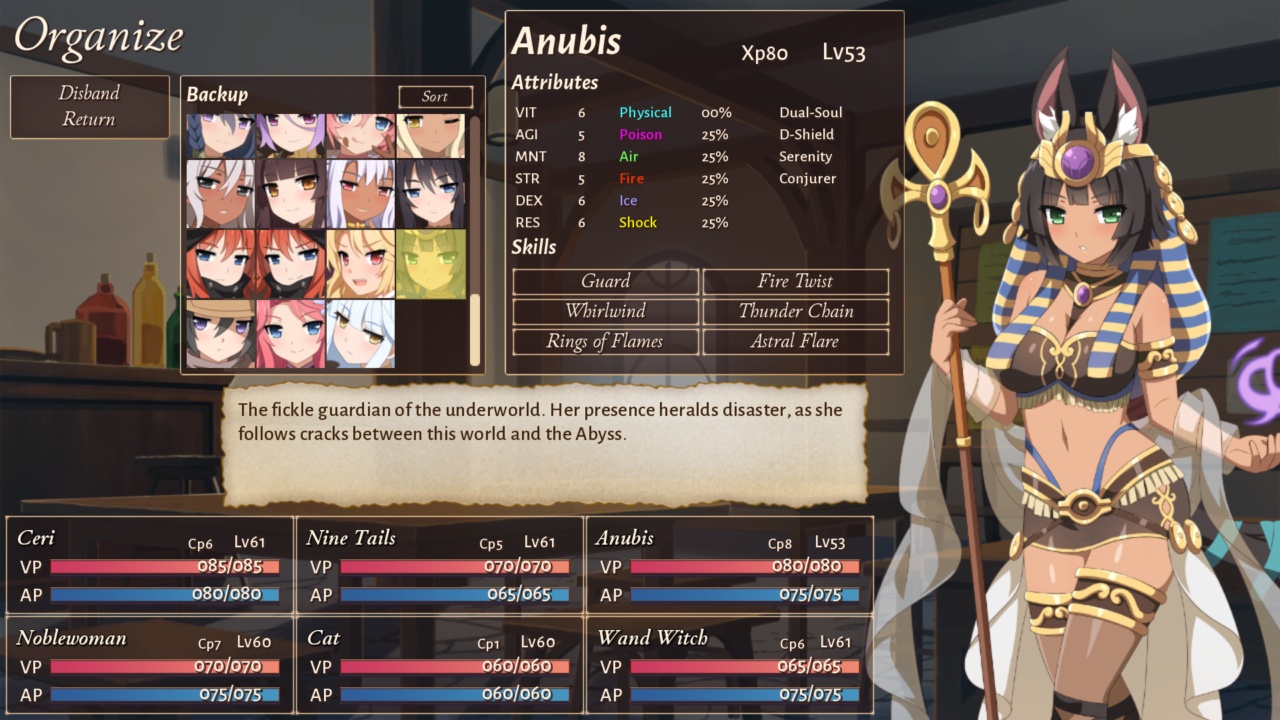 Organize
Disband
Return
Backup
Sort
Anubis
Xp80
Lv53
Attributes
VIT 6 Physical 00% Dual-Soul
AGI 5 Poison 25% D-Shield
MNT 8 Air 25% Serenity
STR 5 Fire 25% Conjurer
DEX 6 Ice 25%
RES 6 Shock 25%
Skills
Guard Fire Twist
Whirlwind Thunder Chain
Rings of Flames Astral Flare
The fickle guardian of the underworld. Her presence heralds disaster, as she
follows cracks between this world and the Abyss.
Ceri Cp6 Lv61
VP 085/085
AP 080/080
Nine Tails Cp5 Lv61
VP 070/070
AP 065/065
Anubis Cp8 Lv53
VP 080/080
AP 075/075
Noblewoman Cp7 Lv60
VP 070/070
AP 075/075
Cat Cp1 Lv60
VP 060/060
AP 060/060
Wand Witch Cp6 Lv61
VP 065/065
AP 075/075